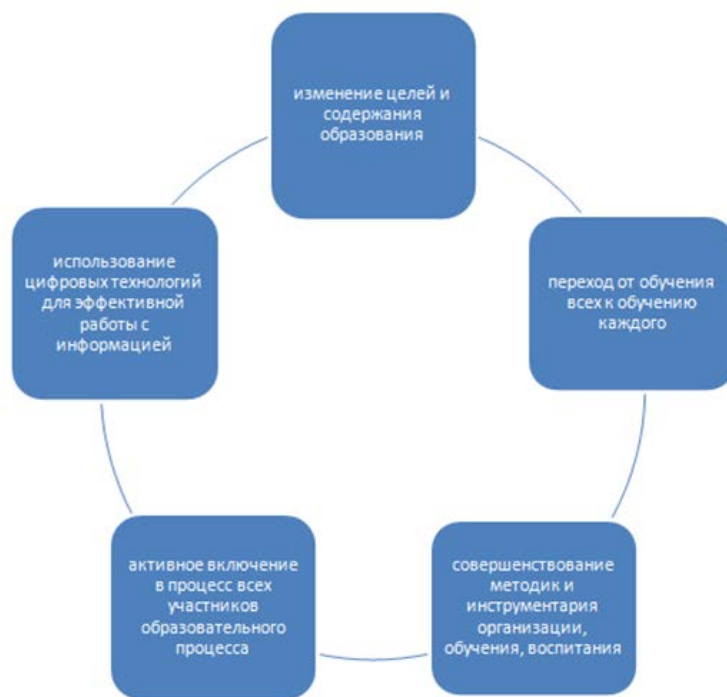 изменение целей и
содержания
образования
переход от обучения
всех к обучению
каждого
совершенствование
методик и
инструментария
организации,
обучения, воспитания
активное включение
в процесс всех
участников
образовательного
процесса
использование
цифровых технологий
для эффективной
работы с
информацией